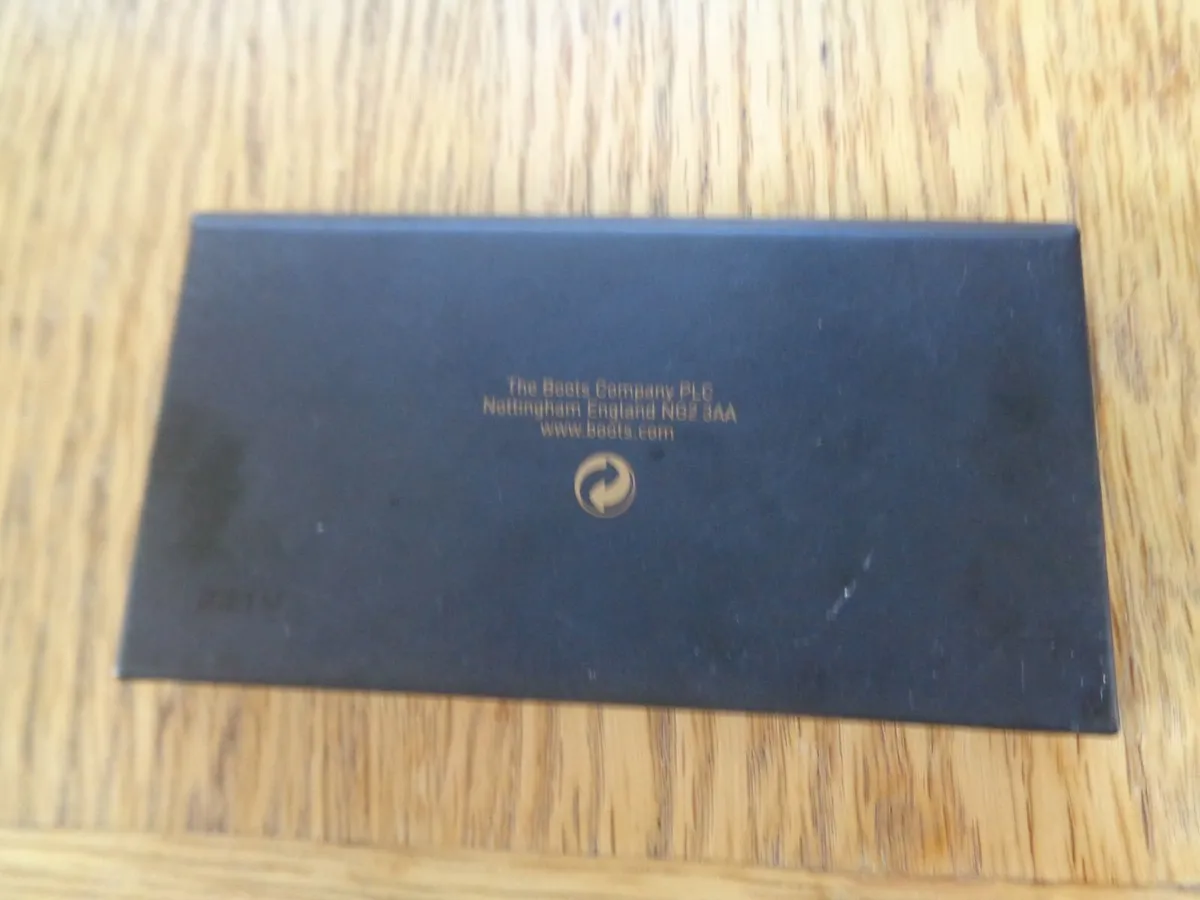 The Boots Company PLC
Nottingham England NG2 3AA
www.boots.com